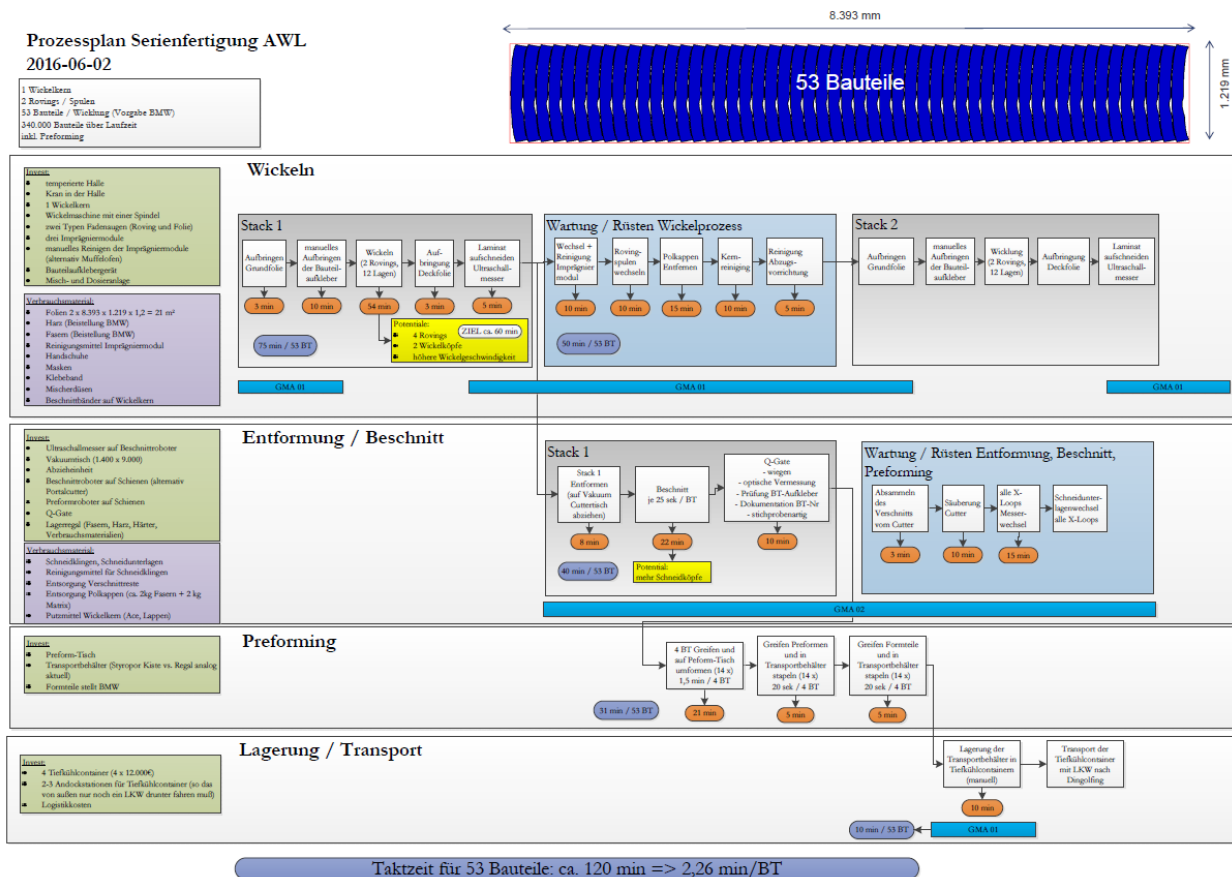 8.393 mm
Prozessplan Serienfertigung AWL
2016-06-02
53 Bauteile
1.219 mm
1 Wickelkern
2 Rovings / Spulen
53 Bauteile / Wicklung (Vorgabe BMW)
340.000 Bauteile über Laufzeit
inkl. Preforming
Wickeln
Invest:
temperierte Halle
Kran in der Halle
1 Wickelkern
Wickelmaschine mit einer Spindel
zwei Typen Fadenaugen (Roving und Folie)
drei Imprägniermodule
manuelles Reinigen der Imprägniermodule
(alternativ Muffelofen)
Bauteilaufklebergerät
Misch- und Dosieranlage
Verbrauchsmaterial:
Folien 2 x 8.393 x 1.219 x 1,2 = 21 m²
Harz (Beistellung BMW)
Fasern (Beistellung BMW)
Reinigungsmittel Imprägniermodul
Handschuhe
Masken
Klebeband
Mischerdüsen
Beschnittbänder auf Wickelkern
Stack 1
Aufbringen
Grundfolie
manuelles
Aufbringen
der Bauteil-
aufkleber
Wickeln
(2 Rovings,
12 Lagen)
Auf-
bringung
Deckfolie
Laminat
aufschneiden
Ultraschall-
messer
3 min
10 min
54 min
3 min
5 min
75 min / 53 BT
Potentiale:
ZIEL ca. 60 min
4 Rovings
2 Wickelköpfe
höhere Wickelgeschwindigkeit
Wartung / Rüsten Wickelprozess
Wechsel +
Reinigung
Imprägnier
modul
Roving-
spulen
wechseln
Polkappen
Entfernen
Kern-
reiniging
Reinigung
Abzugs-
vorrichtung
10 min
10 min
15 min
10 min
5 min
50 min / 53 BT
Stack 2
Aufbringen
Grundfolie
manuelles
Aufbringen
der Bauteil-
aufkleber
Wicklung
(2 Rovings,
12 Lagen)
Aufbringung
Deckfolie
Laminat
aufschneiden
Ultraschall-
messer
GMA 01
GMA 01
GMA 01
Entformung / Beschnitt
Invest:
Ultraschallmesser auf Beschnittroboter
Vakuumtisch (1.400 x 9.000)
Abzieheinheit
Beschnittroboter auf Schienen (alternativ
Portalcutter)
Preformroboter auf Schienen
Q-Gate
Lagerregal (Fasern, Harz, Härter,
Verbrauchsmaterialien)
Verbrauchsmaterial:
Schneidklingen, Schneidunterlagen
Reinigungsmittel für Schneidklingen
Entsorgung Verschnittreste
Entsorgung Polkappen (ca. 2kg Fasern + 2 kg
Matrix)
Putzmittel Wickelkern (Ace, Lappen)
Stack 1
Stack 1
Entformen
(auf Vakuum
Cuttertisch
abziehen)
Beschnitt
je 25 sek / BT
Q-Gate
- wiegen
- optische Vermessung
- Prüfung BT-Aufkleber
- Dokumentation BT-Nr
- stichprobenartig
8 min
22 min
10 min
40 min / 53 BT
Potential:
mehr Schneidköpfe
Wartung / Rüsten Entformung, Beschnitt,
Preforming
Absammeln
des
Verschnitts
vom Cutter
Säuberung
Cutter
alle X-
Loops
Messer-
wechsel
Schneidunter-
lagenwechsel
alle X-Loops
3 min
10 min
15 min
GMA 02
Preforming
Invest:
Preform-Tisch
Transportbehälter (Styropor Kiste vs. Regal analog
aktuell)
Formteile stellt BMW
4 BT Greifen und
auf Peform-Tisch
umformen (14 x)
1,5 min / 4 BT
Greifen Preformen
und in
Transportbehälter
stapeln (14 x)
20 sek / 4 BT
Greifen Formteile
und in
Transportbehälter
stapeln (14 x)
20 sek / 4 BT
31 min / 53 BT
21 min
5 min
5 min
Lagerung / Transport
Invest:
4 Tiefkühlcontainer (4 x 12.000€)
2-3 Andockstationen für Tiefkühlcontainer (so das
von außen nur noch ein LKW drunter fahren muß)
Logistikkosten
Lagerung der
Transportbehälter in
Tiefkühlcontainern
(manuell)
Transport der
Tiefkühlcontainer
mit LKW nach
Dingolfing
10 min
10 min / 53 BT
GMA 01
Taktzeit für 53 Bauteile: ca. 120 min => 2,26 min/BT